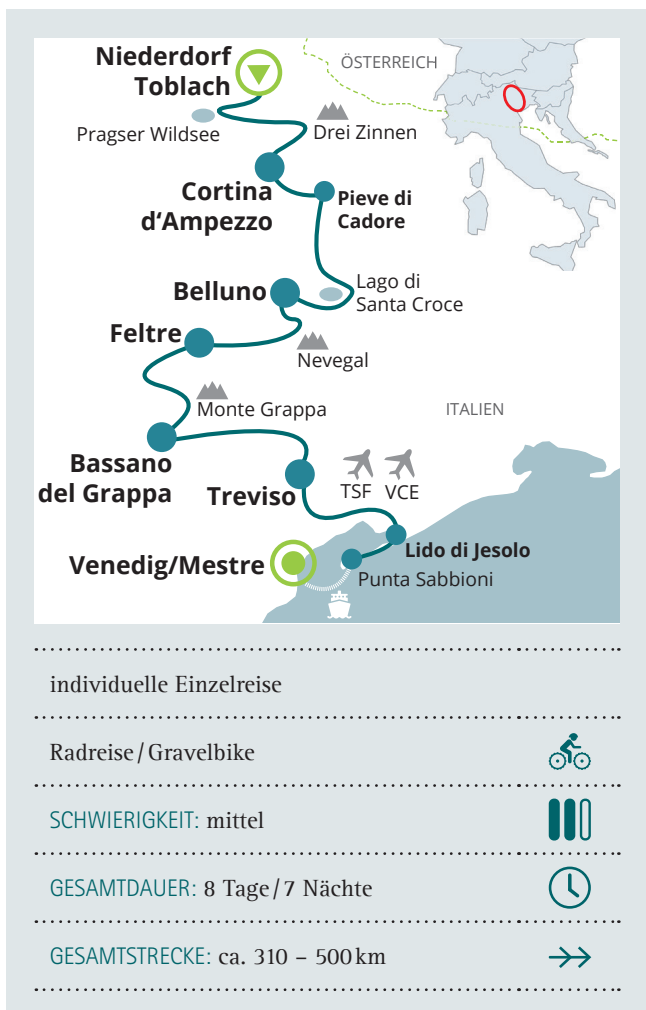 Niederdorf
Toblach
ÖSTERREICH
Pragser Wildsee
Drei Zinnen
Cortina
d‘Ampezzo
Pieve di
Cadore
Belluno
Lago di
Santa Croce
Feltre
Nevegal
Monte Grappa
ITALIEN
Bassano
del Grappa
Treviso
TSF
VCE
Venedig/Mestre
Lido di Jesolo
Punta Sabbioni
individuelle Einzelreise
Radreise/Gravelbike
SCHWIERIGKEIT: mittel
GESAMTDAUER: 8 Tage/7 Nächte
GESAMTSTRECKE: ca. 310 – 500 km